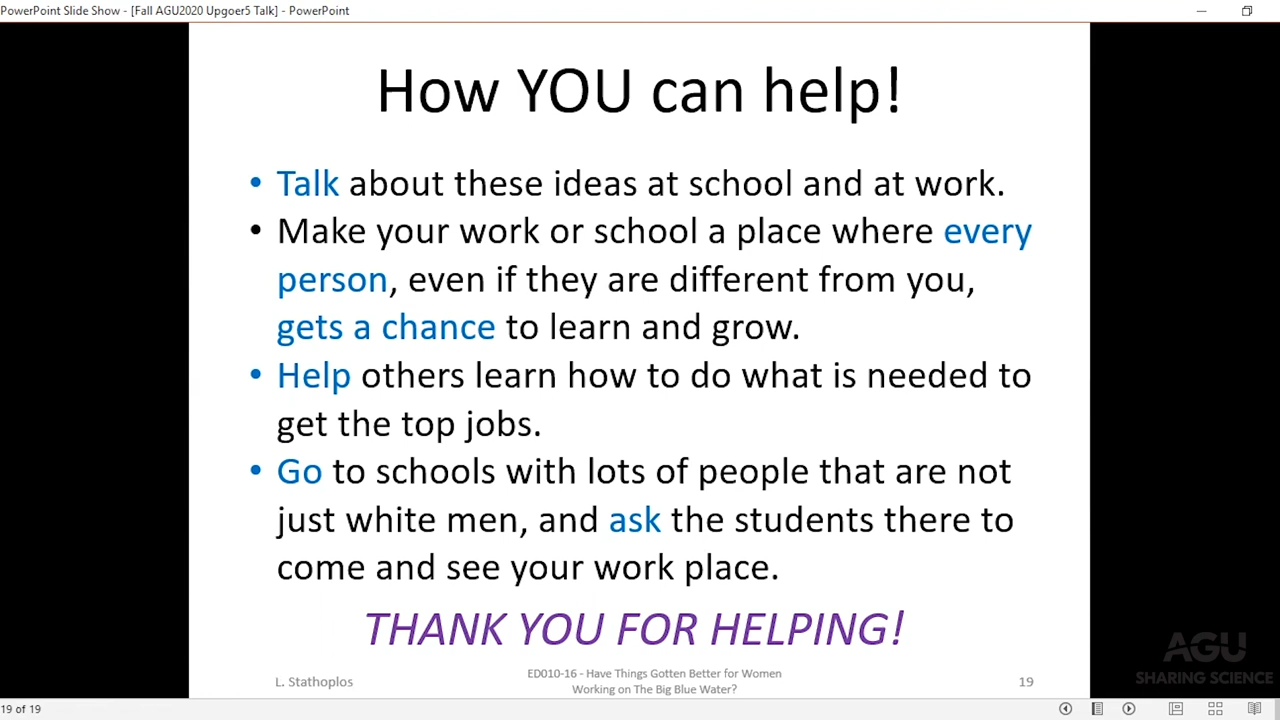 PowerPoint Slide Show - [Fall AGU2020 Upgoer5 Talk] - PowerPoint
How YOU can help!
• Talk about these ideas at school and at work.
• Make your work or school a place where every
person, even if they are different from you,
gets a chance to learn and grow.
• Help others learn how to do what is needed to
get the top jobs.
• Go to schools with lots of people that are not
just white men, and ask the students there to
come and see your work place.
THANK YOU FOR HELPING!
L. Stathoplos
ED010-16 - Have Things Gotten Better for Women
Working on The Big Blue Water?
19
AGU
SHARING SCIENCE
19 of 19